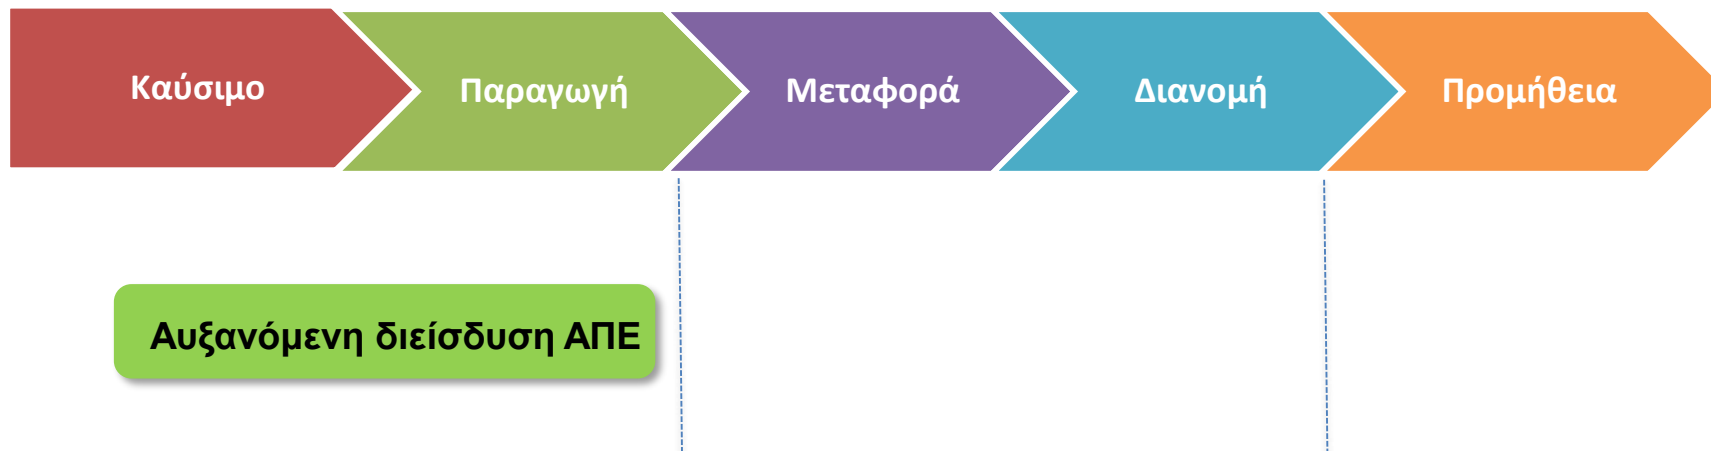 Καύσιμο
Παραγωγή
Μεταφορά
Διανομή
Προμήθεια
Αυξανόμενη διείσδυση ΑΠΕ